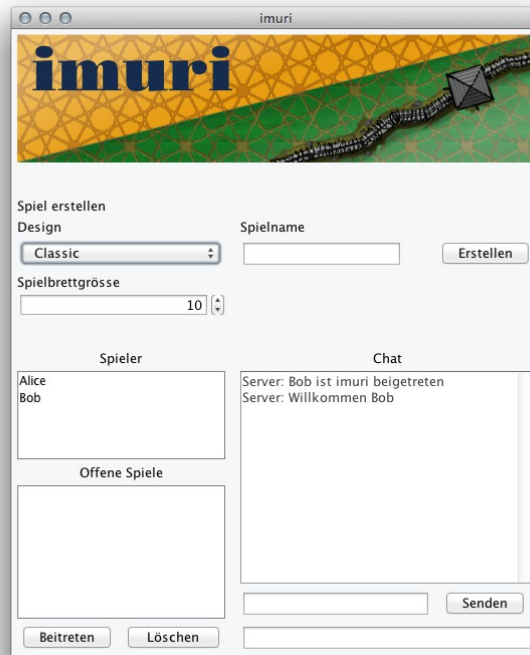 imuri
imuri
Spiel erstellen
Design
Spielname
Classic
Erstellen
Spielbrettgrösse
10
Spieler
Alice
Bob
Offene Spiele
Beitreten
Löschen
Chat
Server: Bob ist imuri beigetreten
Server: Willkommen Bob
Senden